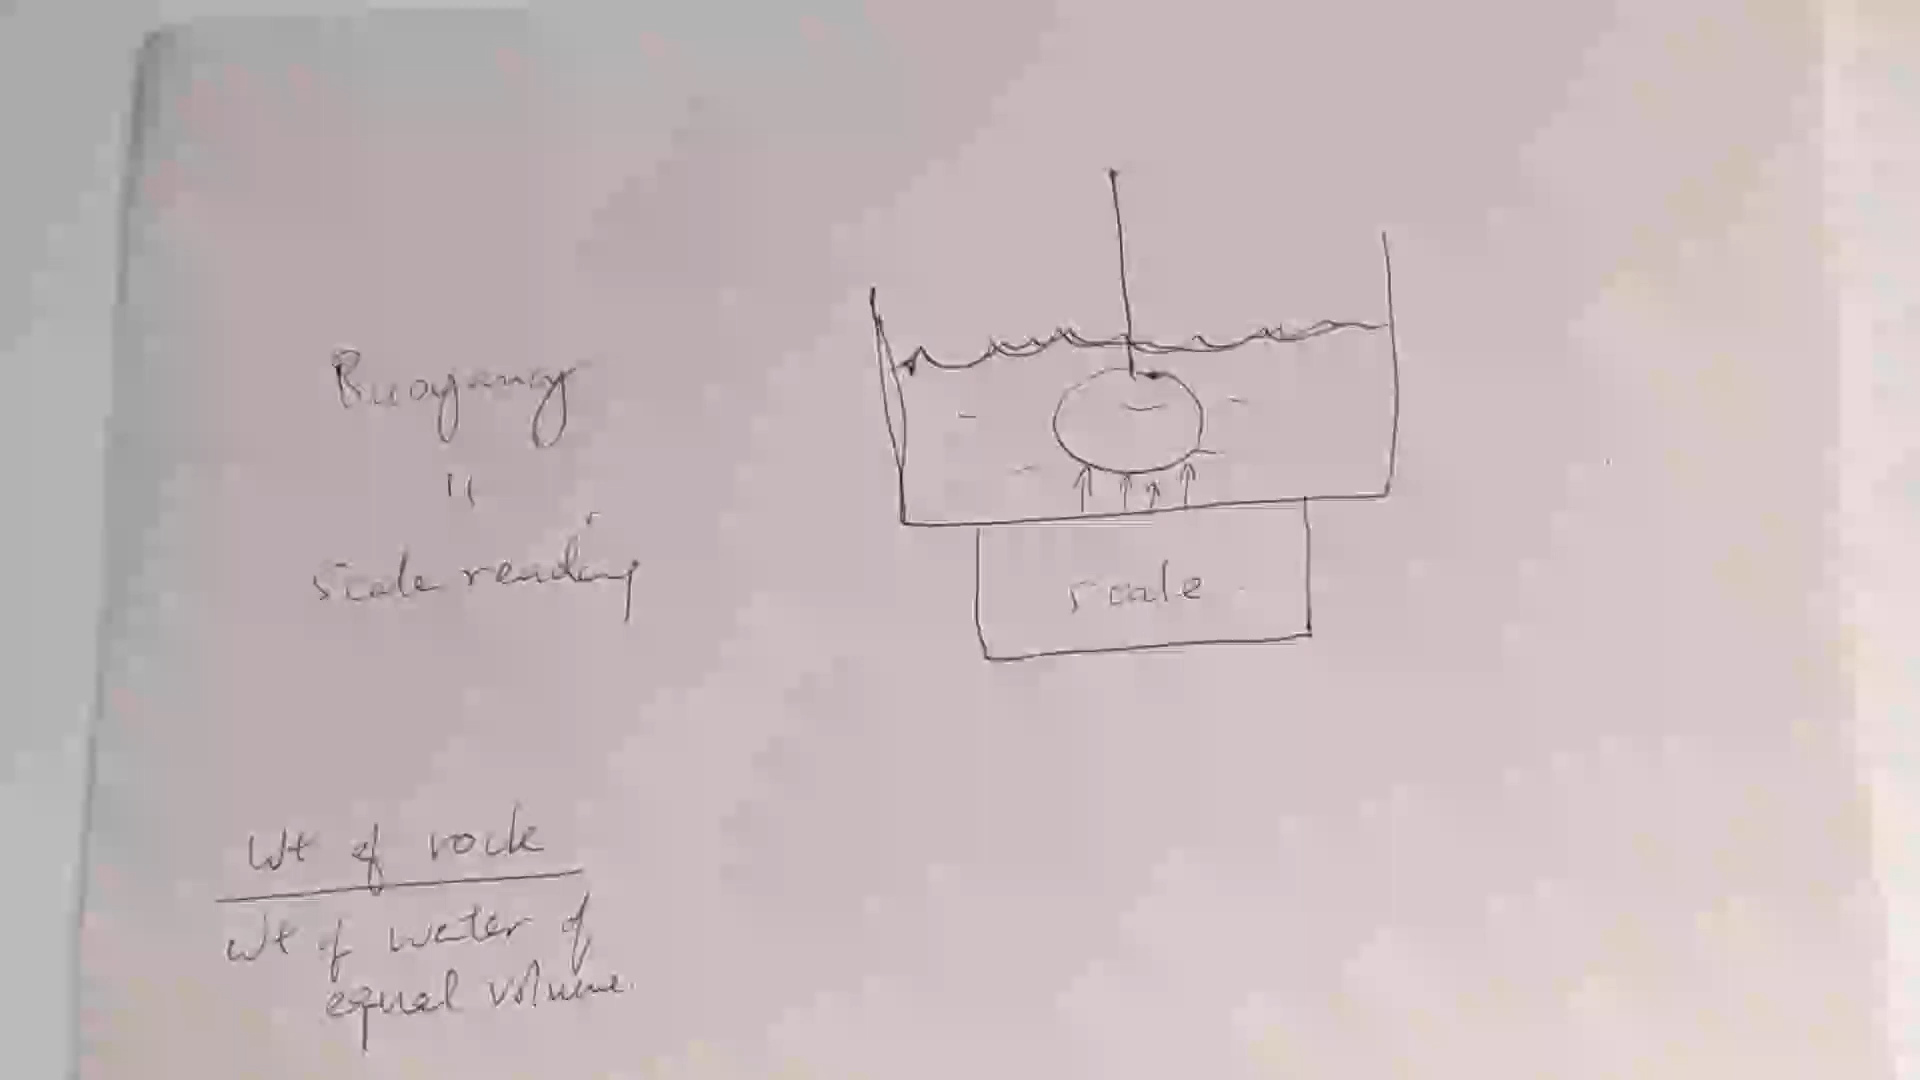 Buoyancy
"
scale reading
scale
Wt of rock
Wt of water of
equal volume.